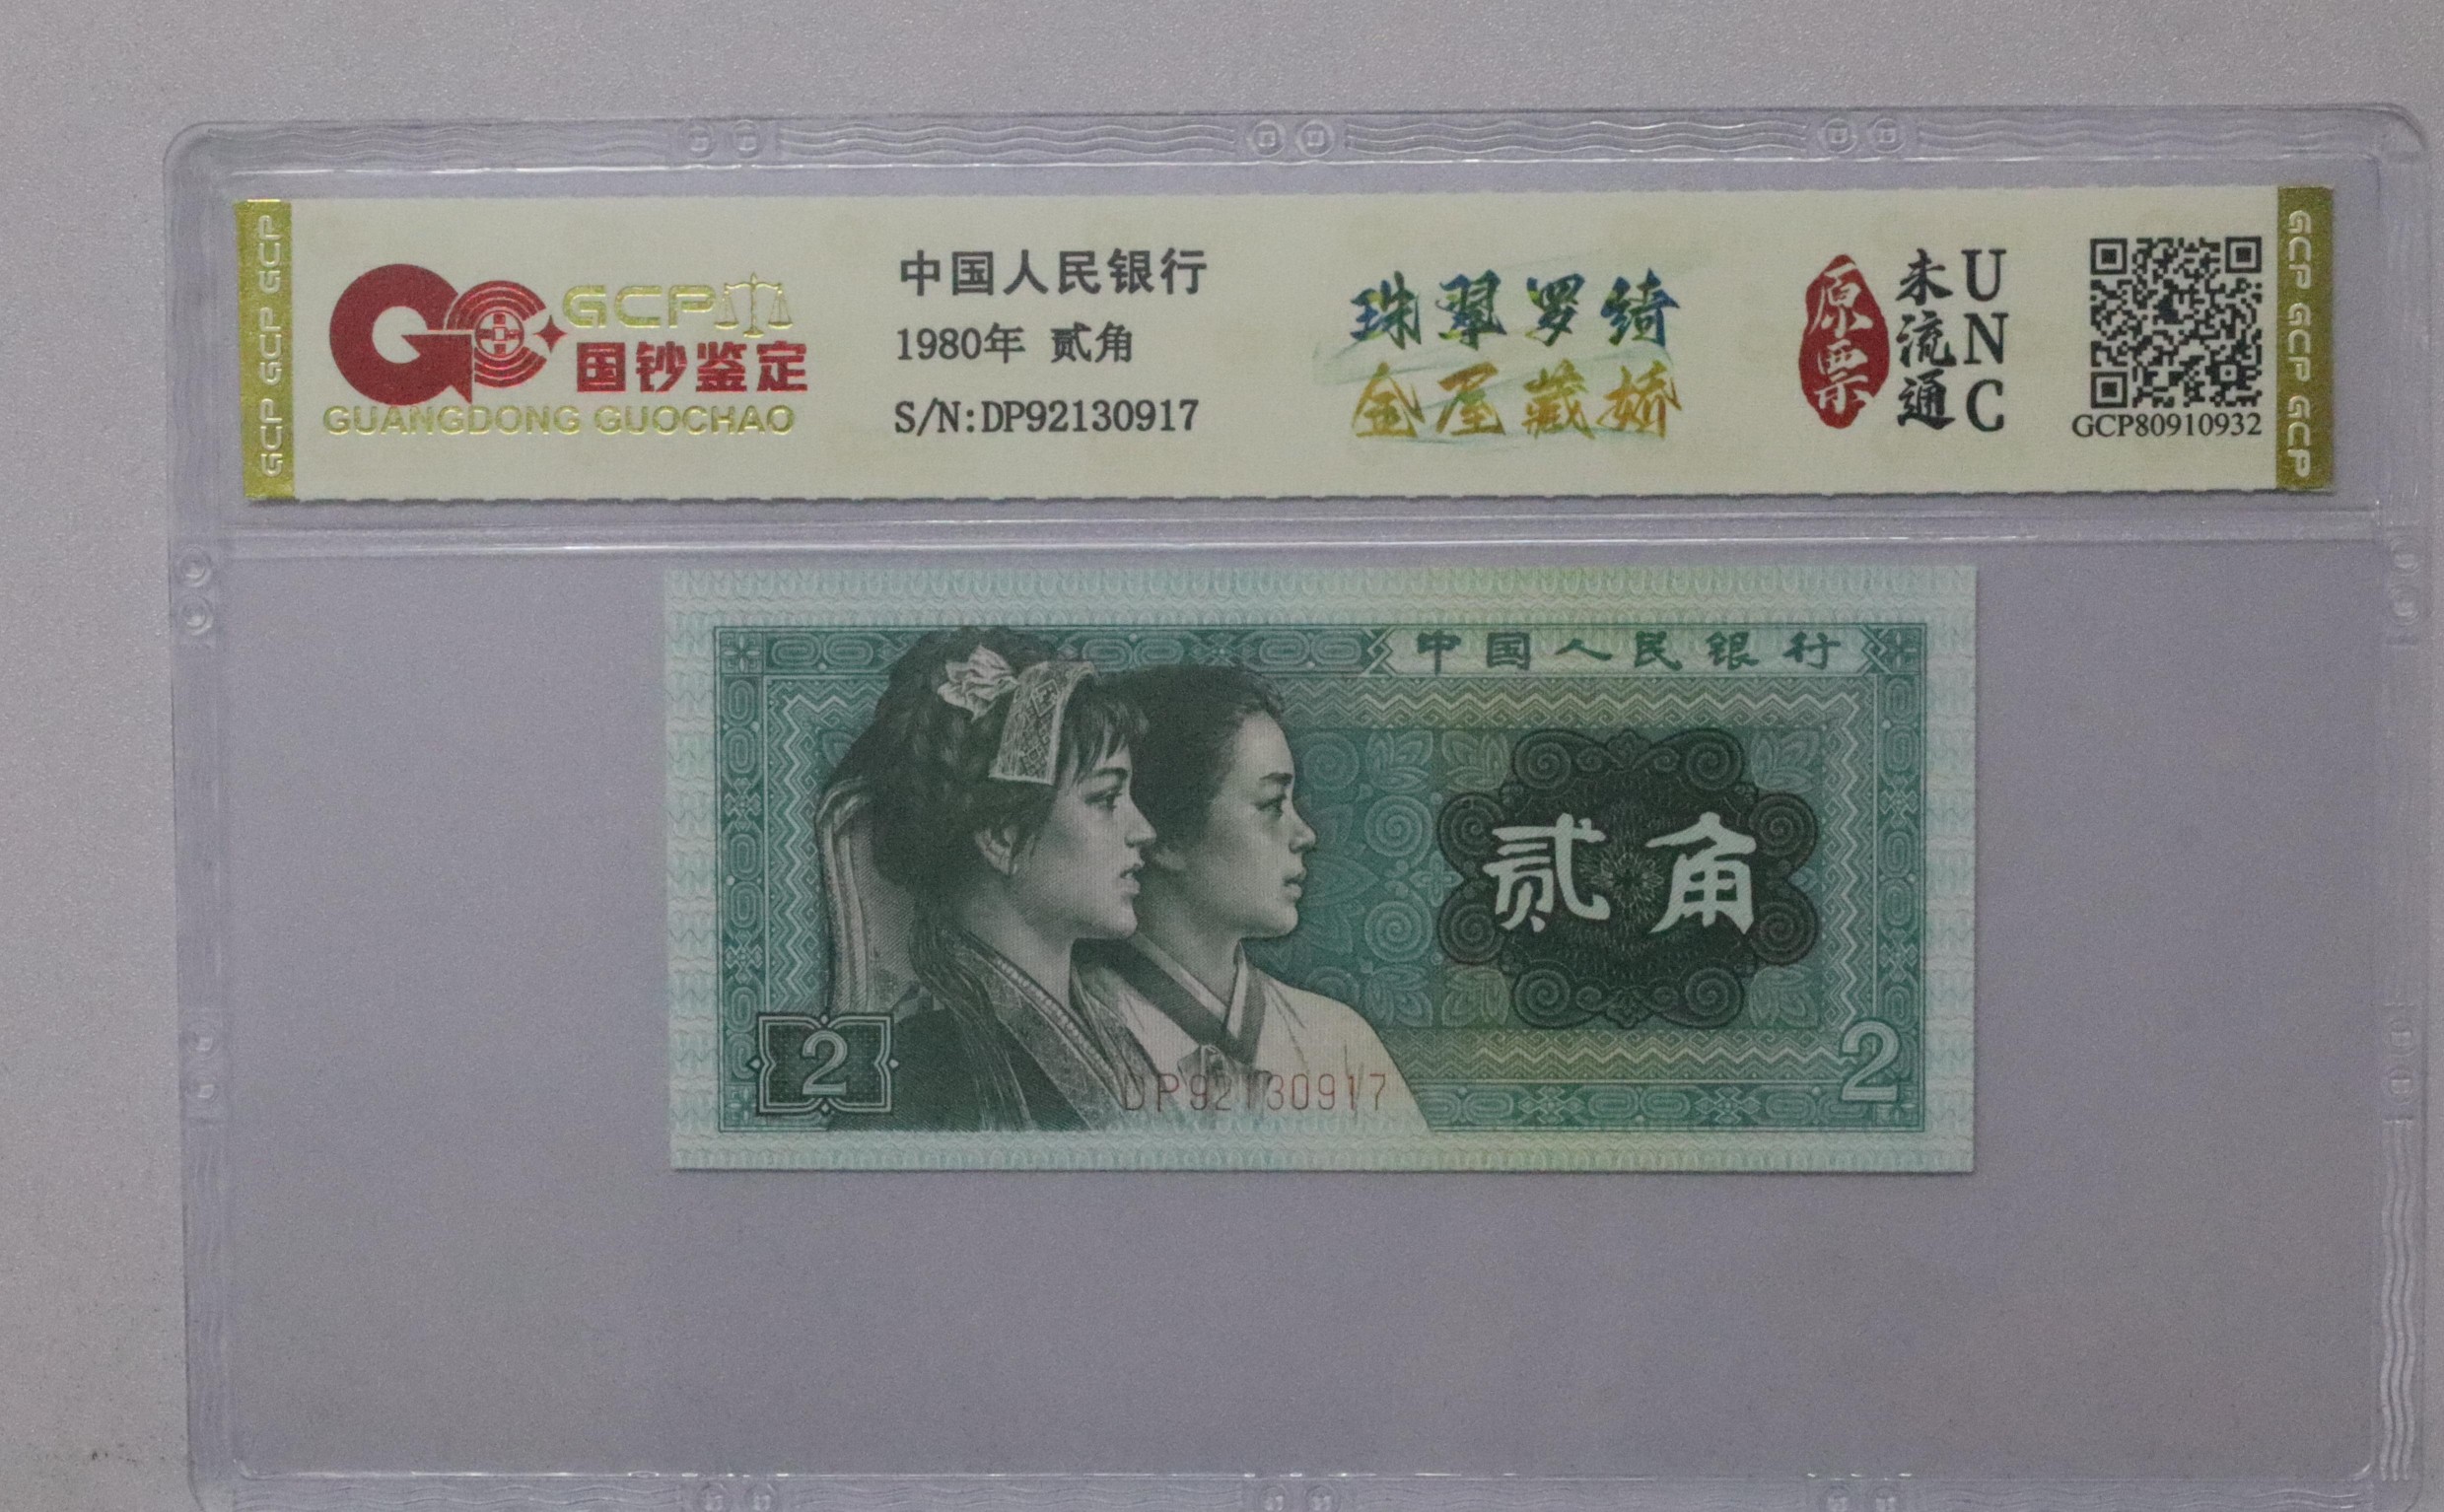 GCP GCP GCP
GCP
国钞鉴定
GUANGDONG GUOCHAO
中国人民银行
1980年 贰角
S/N:DP92130917
珠翠罗绮
金屋藏娇
原票
未流通
UNC
GCP80910932
GCP GCP GCP GCP
中国人民银行
贰角
2
DP92130917
2